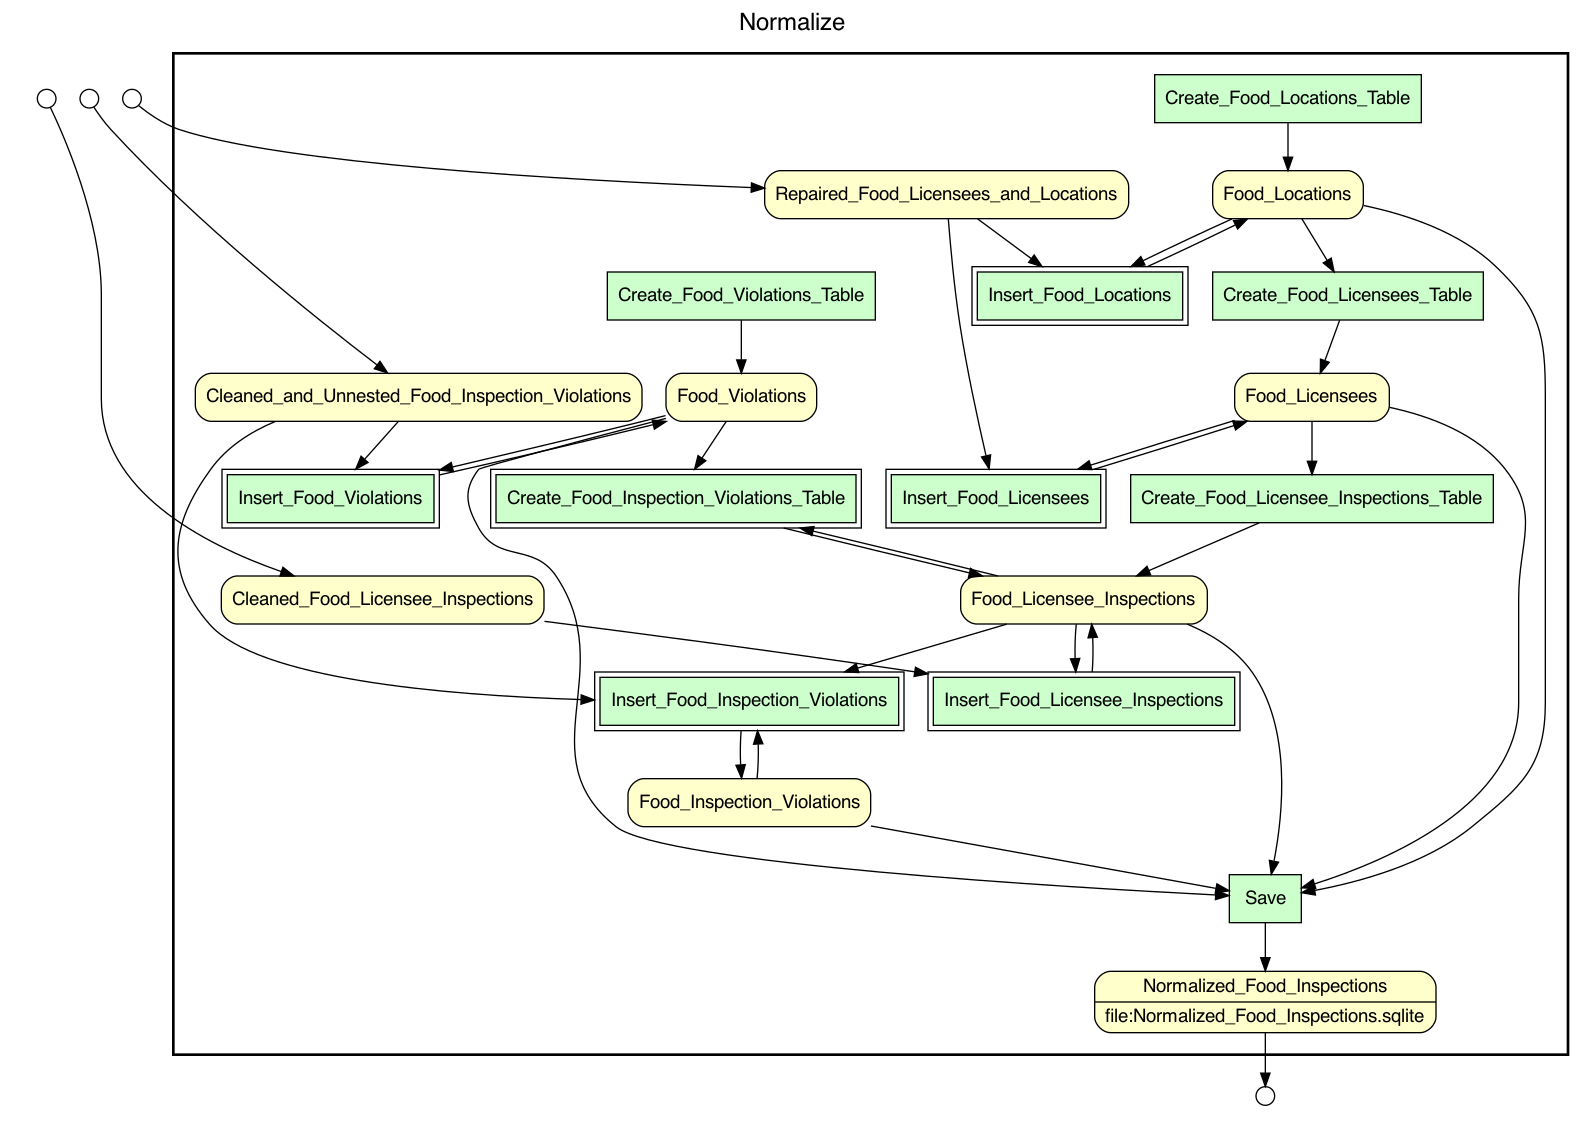 Normalize
Create_Food_Locations_Table
Repaired_Food_Licensees_and_Locations
Food_Locations
Create_Food_Violations_Table
Insert_Food_Locations
Create_Food_Licensees_Table
Cleaned_and_Unnested_Food_Inspection_Violations
Food_Violations
Food_Licensees
Insert_Food_Violations
Create_Food_Inspection_Violations_Table
Insert_Food_Licensees
Create_Food_Licensee_Inspections_Table
Cleaned_Food_Licensee_Inspections
Food_Licensee_Inspections
Insert_Food_Inspection_Violations
Insert_Food_Licensee_Inspections
Food_Inspection_Violations
Save
Normalized_Food_Inspections
file:Normalized_Food_Inspections.sqlite